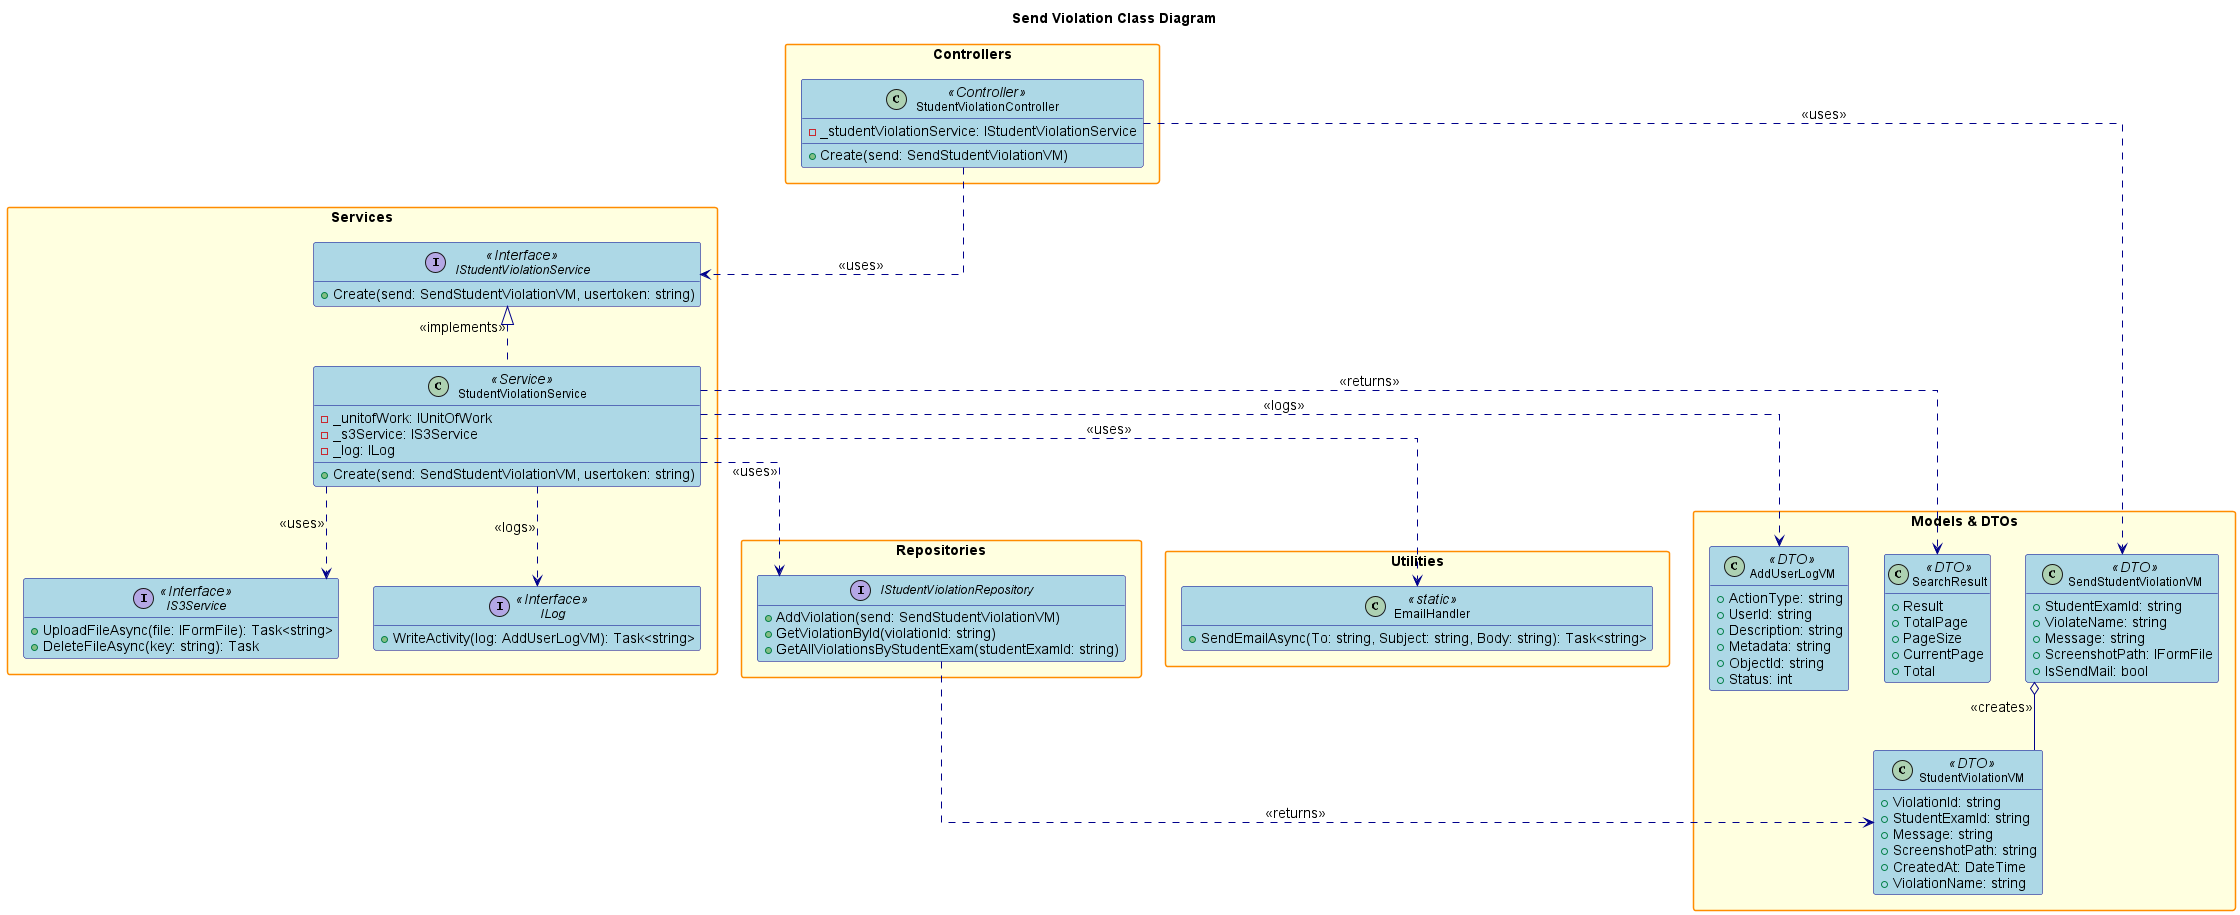 Send Violation Class Diagram
Controllers
C
«Controller»
StudentViolationController
_studentViolationService: IStudentViolationService
Create(send: SendStudentViolationVM)
«uses»
«uses»
Services
I
«Interface»
IStudentViolationService
Create(send: SendStudentViolationVM, usertoken: string)
«implements»
C
«Service»
StudentViolationService
_unitofWork: IUnitOfWork
_s3Service: IS3Service
_log: ILog
Create(send: SendStudentViolationVM, usertoken: string)
«returns»
«logs»
«uses»
«uses»
«uses»
«logs»
I
«Interface»
IS3Service
UploadFileAsync(file: IFormFile): Task<string>
DeleteFileAsync(key: string): Task
I
«Interface»
ILog
WriteActivity(log: AddUserLogVM): Task<string>
Repositories
I
IStudentViolationRepository
AddViolation(send: SendStudentViolationVM)
GetViolationById(violationId: string)
GetAllViolationsByStudentExam(studentExamId: string)
Utilities
C
«static»
EmailHandler
SendEmailAsync(To: string, Subject: string, Body: string): Task<string>
Models & DTOs
C
«DTO»
AddUserLogVM
ActionType: string
UserId: string
Description: string
Metadata: string
ObjectId: string
Status: int
C
«DTO»
SearchResult
Result
TotalPage
PageSize
CurrentPage
Total
C
«DTO»
SendStudentViolationVM
StudentExamId: string
ViolateName: string
Message: string
ScreenshotPath: IFormFile
IsSendMail: bool
«creates»
«returns»
C
«DTO»
StudentViolationVM
ViolationId: string
StudentExamId: string
Message: string
ScreenshotPath: string
CreatedAt: DateTime
ViolationName: string